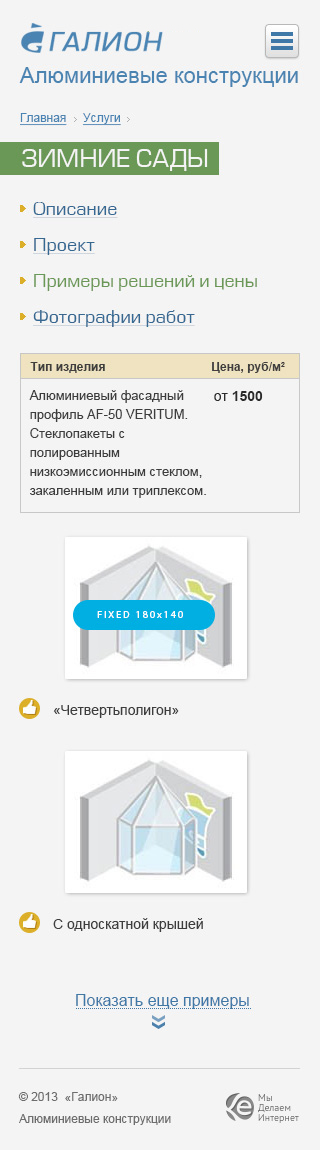 ГАЛИОН
Алюминиевые конструкции
Главная > Услуги >
ЗИМНИЕ САДЫ
Описание
Проект
Примеры решений и цены
Фотографии работ
Тип изделия Цена, руб/м²
Алюминиевый фасадный от 1500
профиль AF-50 VERITUM.
Стеклопакеты с
полированным
низкоэмиссионным стеклом,
закаленным или триплексом.
FIXED 180x140
«Четвертьполигон»
С односкатной крышей
Показать еще примеры
© 2013 «Галион»
Алюминиевые конструкции
Мы
Делаем
Интернет